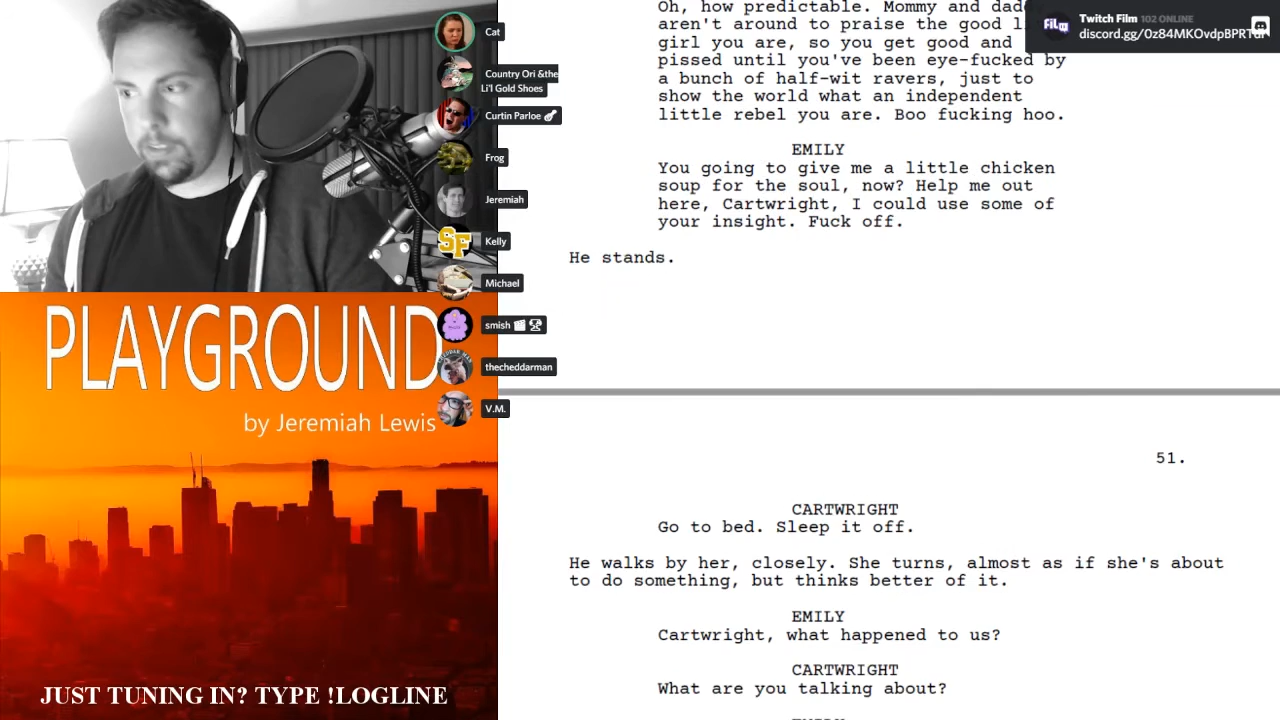 Cat
Country Ori &the
Li'l Gold Shoes
Curtin Parloe
Frog
Jeremiah
Kelly
SF
Michael
smish
thecheddarman
V.M.
PLAYGROUND
by Jeremiah Lewis
JUST TUNING IN? TYPE !LOGLINE
FiLm
Twitch Film 102 ONLINE
Oh, how predictable. Mommy and
aren't around to praise the good
girl you are, so you get good and
pissed until you've been eye-fucked by
a bunch of half-wit ravers, just to
show the world what an independent
little rebel you are. Boo fucking hoo.
EMILY
You going to give me a little chicken
soup for the soul, now? Help me out
here, Cartwright, I could use some of
your insight. Fuck off.
He stands.
51.
CARTWRIGHT
Go to bed. Sleep it off.
He walks by her, closely. She turns, almost as if she's about
to do something, but thinks better of it.
EMILY
Cartwright, what happened to us?
CARTWRIGHT
What are you talking about?